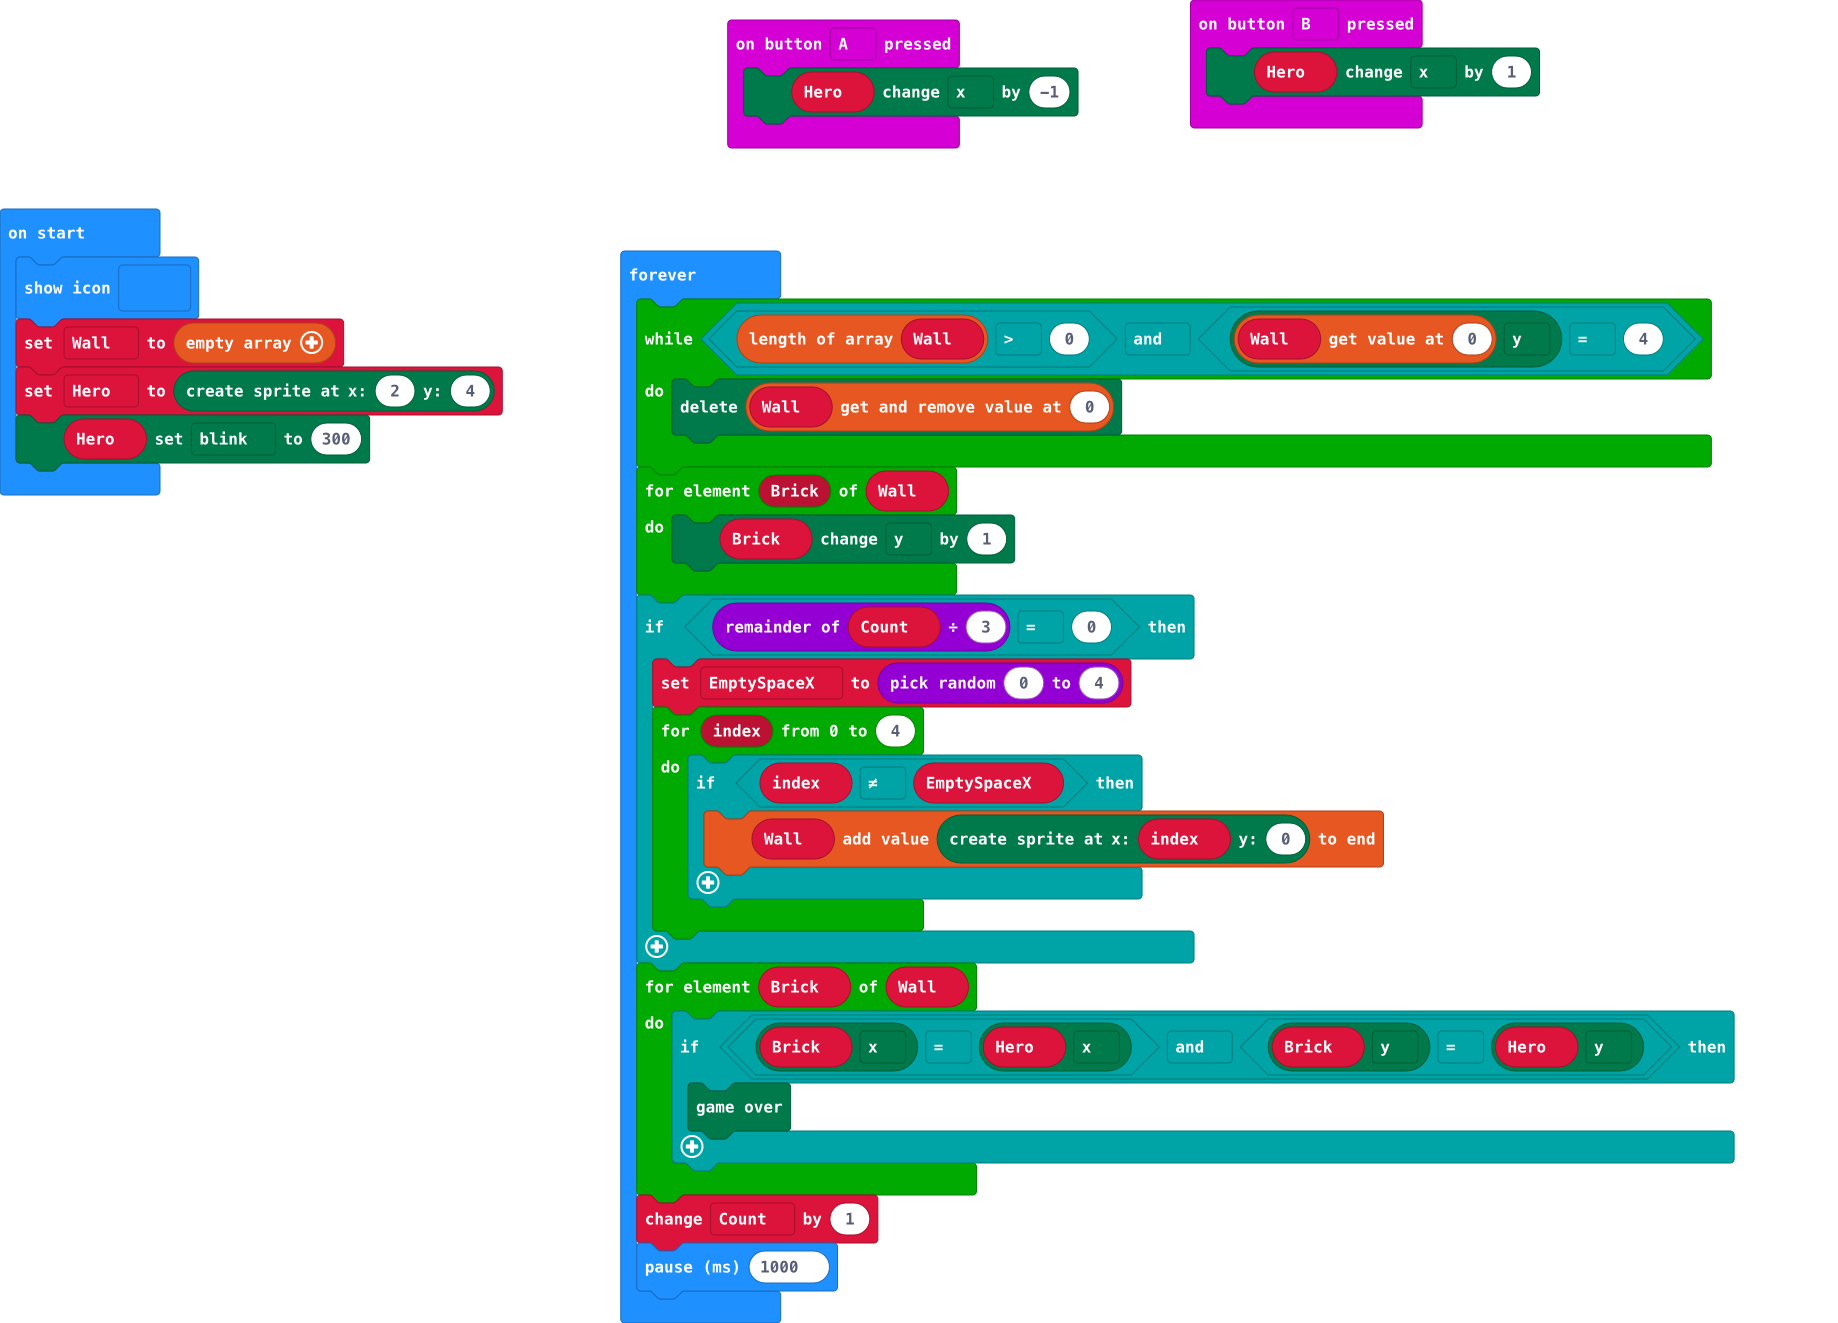 on button A pressed
Hero change x by -1
on button B pressed
Hero change x by 1
on start
show icon
set Wall to empty array
set Hero to create sprite at x: 2 y: 4
Hero set blink to 300
forever
while length of array Wall > 0 and Wall get value at 0 y = 4
do
delete Wall get and remove value at 0
for element Brick of Wall
do
Brick change y by 1
if remainder of Count ÷ 3 = 0 then
set EmptySpaceX to pick random 0 to 4
for index from 0 to 4
do
if index ≠ EmptySpaceX then
Wall add value create sprite at x: index y: 0 to end
for element Brick of Wall
do
if Brick x = Hero x and Brick y = Hero y then
game over
change Count by 1
pause (ms) 1000